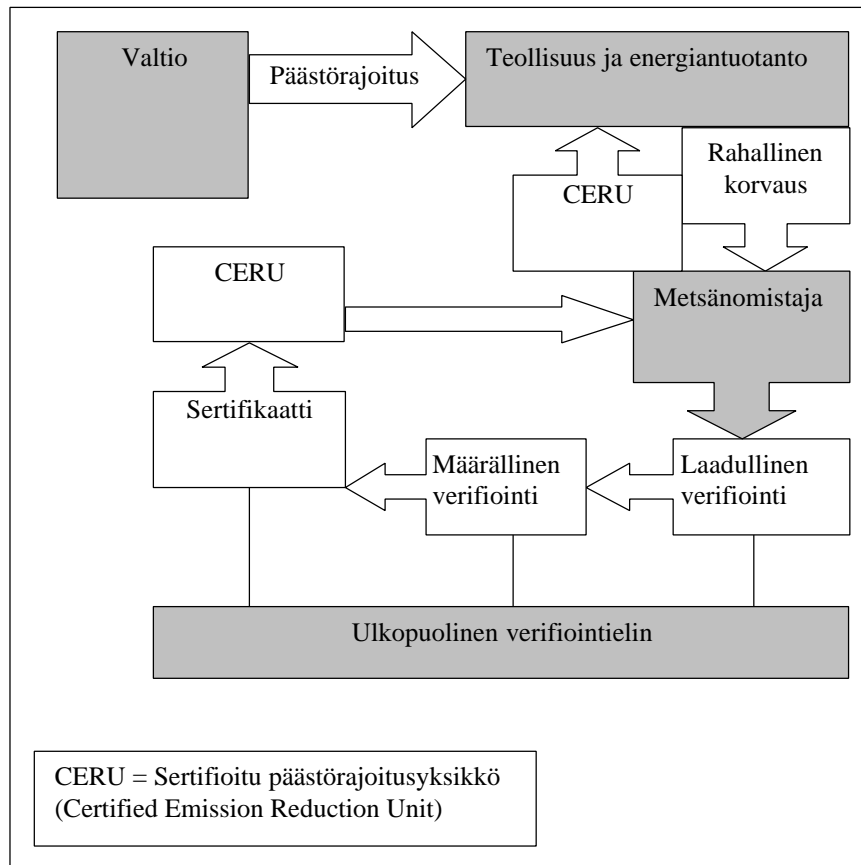 Valtio
Päästörajoitus
Teollisuus ja energiantuotanto
CERU
Rahallinen
korvaus
CERU
Metsänomistaja
Sertifikaatti
Määrällinen
verifiointi
Laadullinen
verifiointi
Ulkopuolinen verifiointielin
CERU = Sertifioitu päästörajoitusyksikkö
(Certified Emission Reduction Unit)